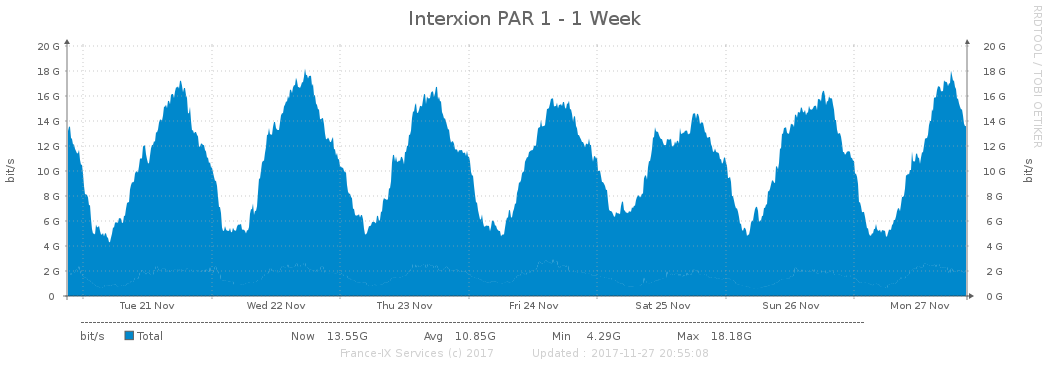 Interxion PAR 1 - 1 Week
RRDTOOL / TOBI OETIKER
20 G 20 G
18 G 18 G
16 G 16 G
14 G 14 G
12 G 12 G
10 G 10 G
8 G 8 G
6 G 6 G
4 G 4 G
2 G 2 G
0 0 G
bit/s
bit/s
Tue 21 Nov Wed 22 Nov Thu 23 Nov Fri 24 Nov Sat 25 Nov Sun 26 Nov Mon 27 Nov
bit/s Total Now 13.55G Avg 10.85G Min 4.29G Max 18.18G
France-IX Services (c) 2017 Updated : 2017-11-27 20:55:08